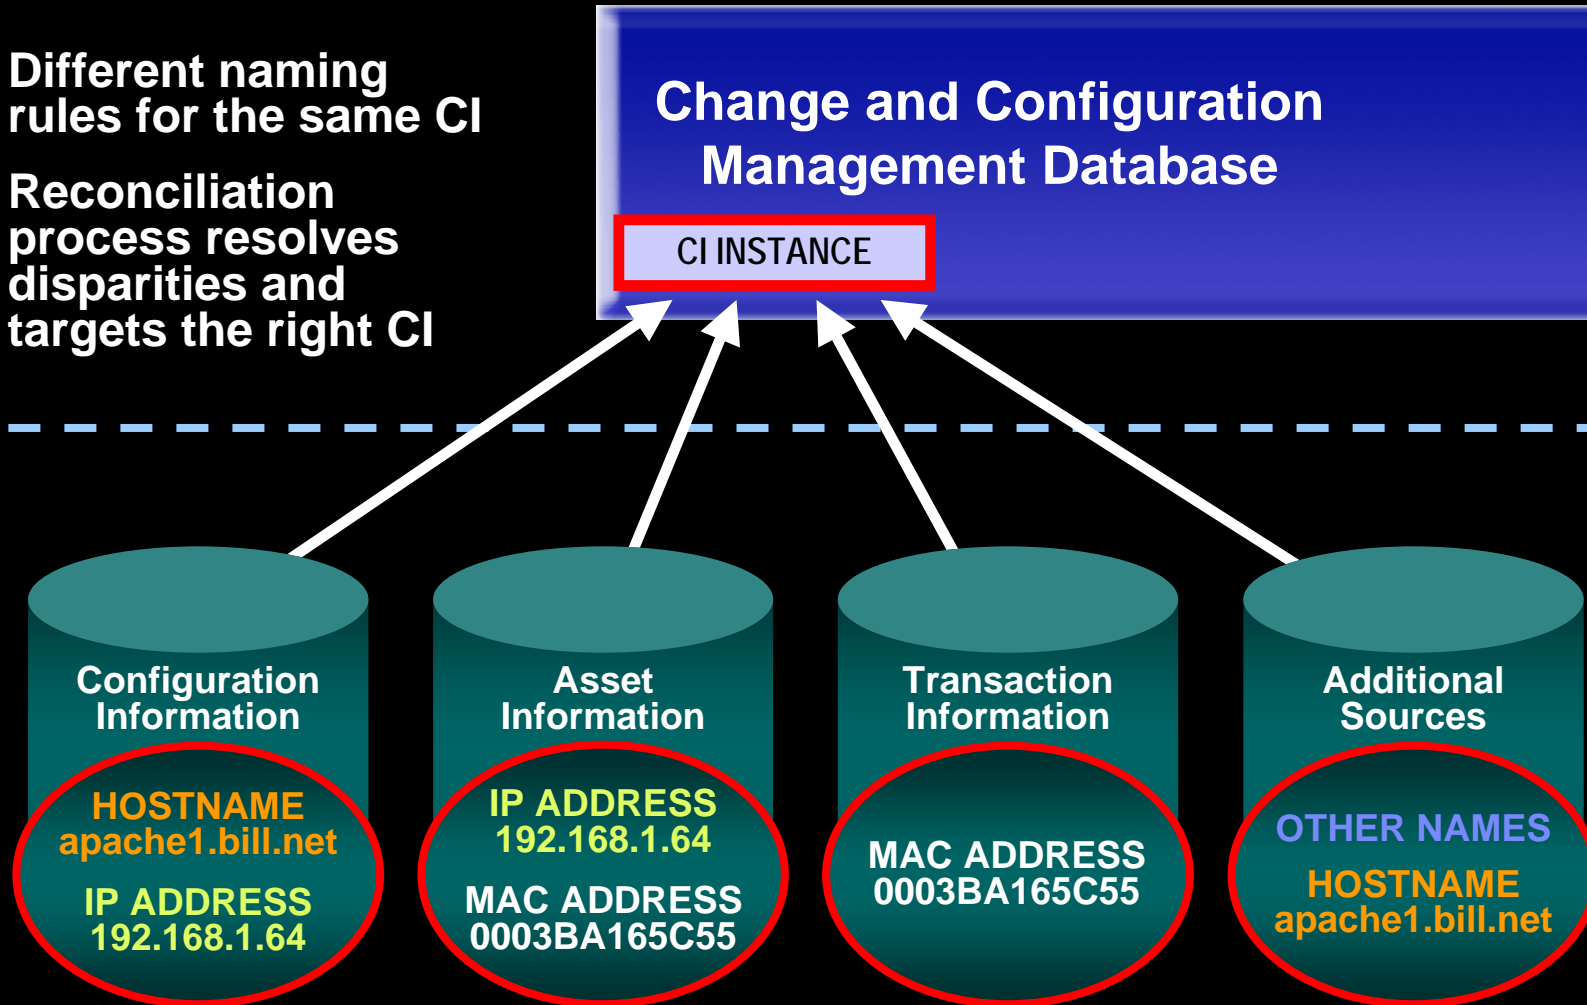 Different naming
rules for the same CI
Reconciliation
process resolves
disparities and
targets the right CI
Change and Configuration
Management Database
CI INSTANCE
Configuration
Information
HOSTNAME
apache1.bill.net
IP ADDRESS
192.168.1.64
Asset
Information
IP ADDRESS
192.168.1.64
MAC ADDRESS
0003BA165C55
Transaction
Information
MAC ADDRESS
0003BA165C55
Additional
Sources
OTHER NAMES
HOSTNAME
apache1.bill.net